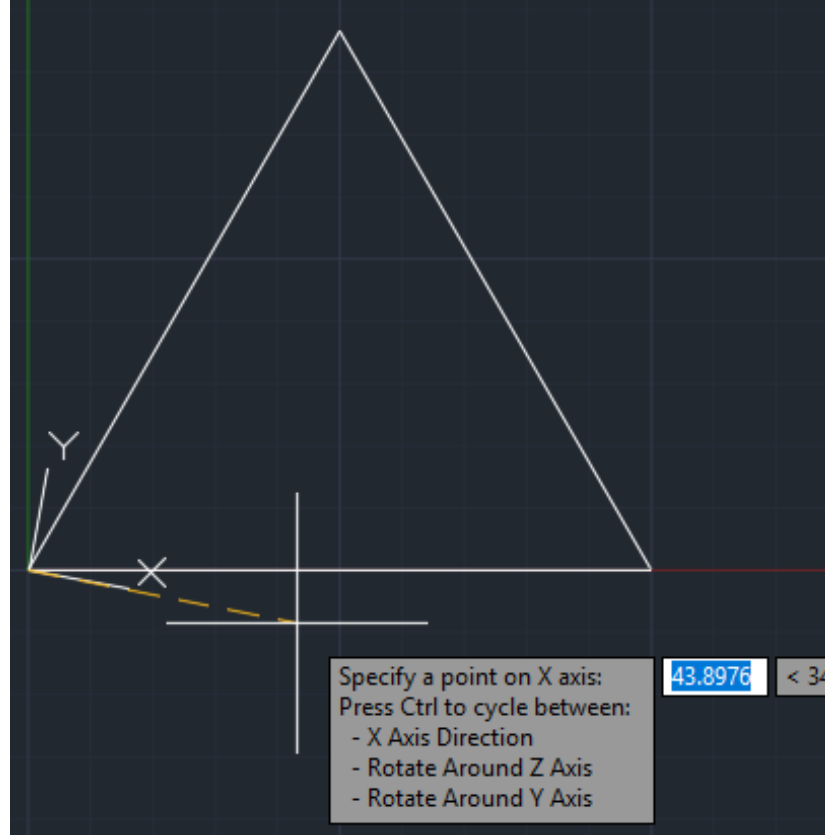 Y
X
Specify a point on X axis: 43.8976 < 34
Press Ctrl to cycle between:
- X Axis Direction
- Rotate Around Z Axis
- Rotate Around Y Axis